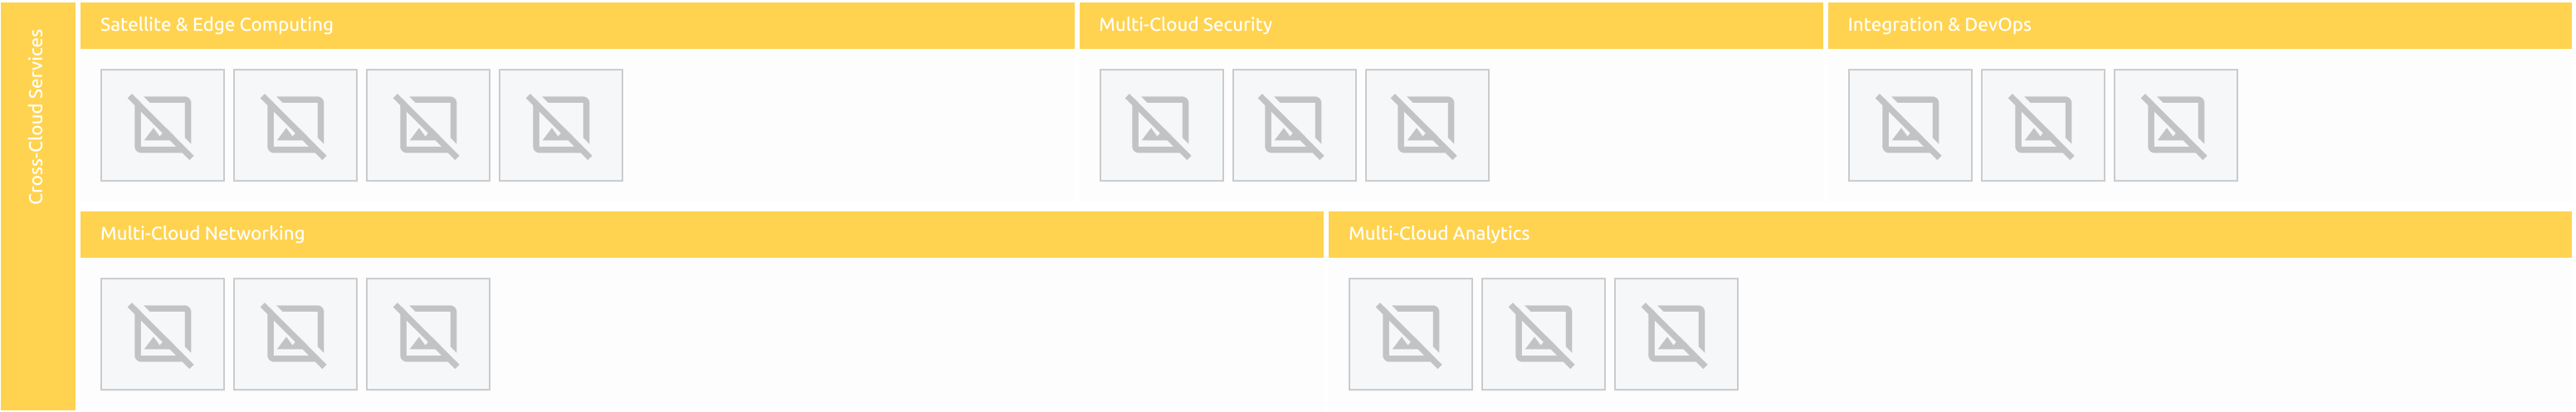 Cross-Cloud Services
Satellite & Edge Computing
Multi-Cloud Security
Integration & DevOps
Multi-Cloud Networking
Multi-Cloud Analytics